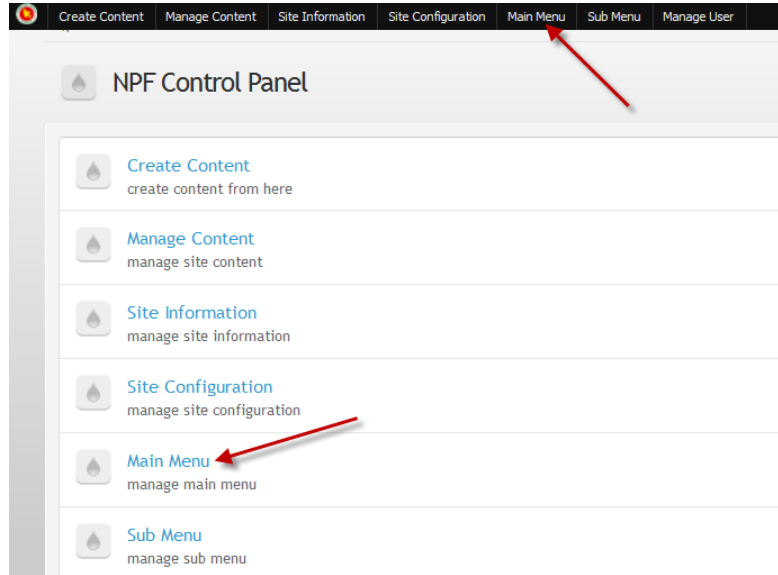 Create Content Manage Content Site Information Site Configuration Main Menu Sub Menu Manage User
NPF Control Panel
Create Content
create content from here
Manage Content
manage site content
Site Information
manage site information
Site Configuration
manage site configuration
Main Menu
manage main menu
Sub Menu
manage sub menu